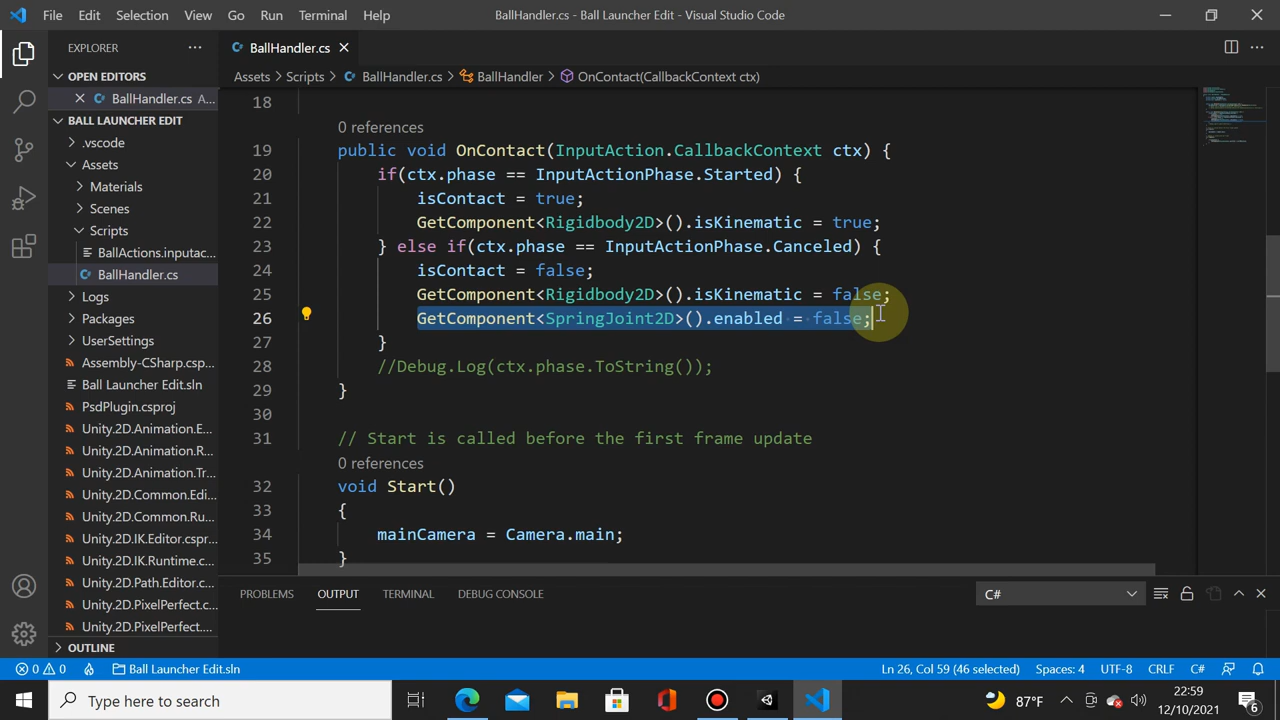 File Edit Selection View Go Run Terminal Help BallHandler.cs - Ball Launcher Edit - Visual Studio Code
EXPLORER
BallHandler.cs
OPEN EDITORS
BallHandler.cs A...
BALL LAUNCHER EDIT
.vscode
Assets
Materials
Scenes
Scripts
BallActions.inputac...
BallHandler.cs
Logs
Packages
UserSettings
Assembly-CSharp.csp...
Ball Launcher Edit.sln
PsdPlugin.csproj
Unity.2D.Animation.E...
Unity.2D.Animation.R...
Unity.2D.Animation.Tr...
Unity.2D.Common.Edi...
Unity.2D.Common.Ru...
Unity.2D.IK.Editor.cspr...
Unity.2D.IK.Runtime.c...
Unity.2D.Path.Editor.c...
Unity.2D.PixelPerfect.c...
Unity.2D.PixelPerfect....
OUTLINE
Assets > Scripts > BallHandler.cs > BallHandler > OnContact(CallbackContext ctx)
18
0 references
19 public void OnContact(InputAction.CallbackContext ctx) {
20 if(ctx.phase == InputActionPhase.Started) {
21 isContact = true;
22 GetComponent<Rigidbody2D>().isKinematic = true;
23 } else if(ctx.phase == InputActionPhase.Canceled) {
24 isContact = false;
25 GetComponent<Rigidbody2D>().isKinematic = false;
26 GetComponent<SpringJoint2D>().enabled = false;
27 }
28 //Debug.Log(ctx.phase.ToString());
29 }
30
31 // Start is called before the first frame update
0 references
32 void Start()
33 {
34 mainCamera = Camera.main;
35 }
PROBLEMS OUTPUT TERMINAL DEBUG CONSOLE C#
0 0 Ball Launcher Edit.sln Ln 26, Col 59 (46 selected) Spaces: 4 UTF-8 CRLF C#
Type here to search 87°F 22:59
12/10/2021
6